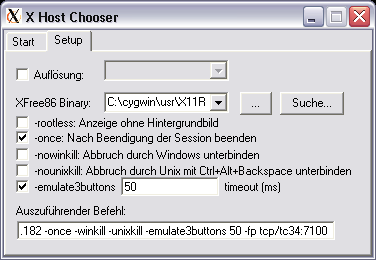 X Host Chooser
Start Setup
Auflösung:
XFree86 Binary: C:\cygwin\usr\X11R ... Suche...
-rootless: Anzeige ohne Hintergrundbild
-once: Nach Beendigung der Session beenden
-nowinkill: Abbruch durch Windows unterbinden
-nounixkill: Abbruch durch Unix mit Ctrl+Alt+Backspace unterbinden
-emulate3buttons 50 timeout (ms)
Auszuführender Befehl:
.182 -once -winkill -unixkill -emulate3buttons 50 -fp tcp/tc34:7100